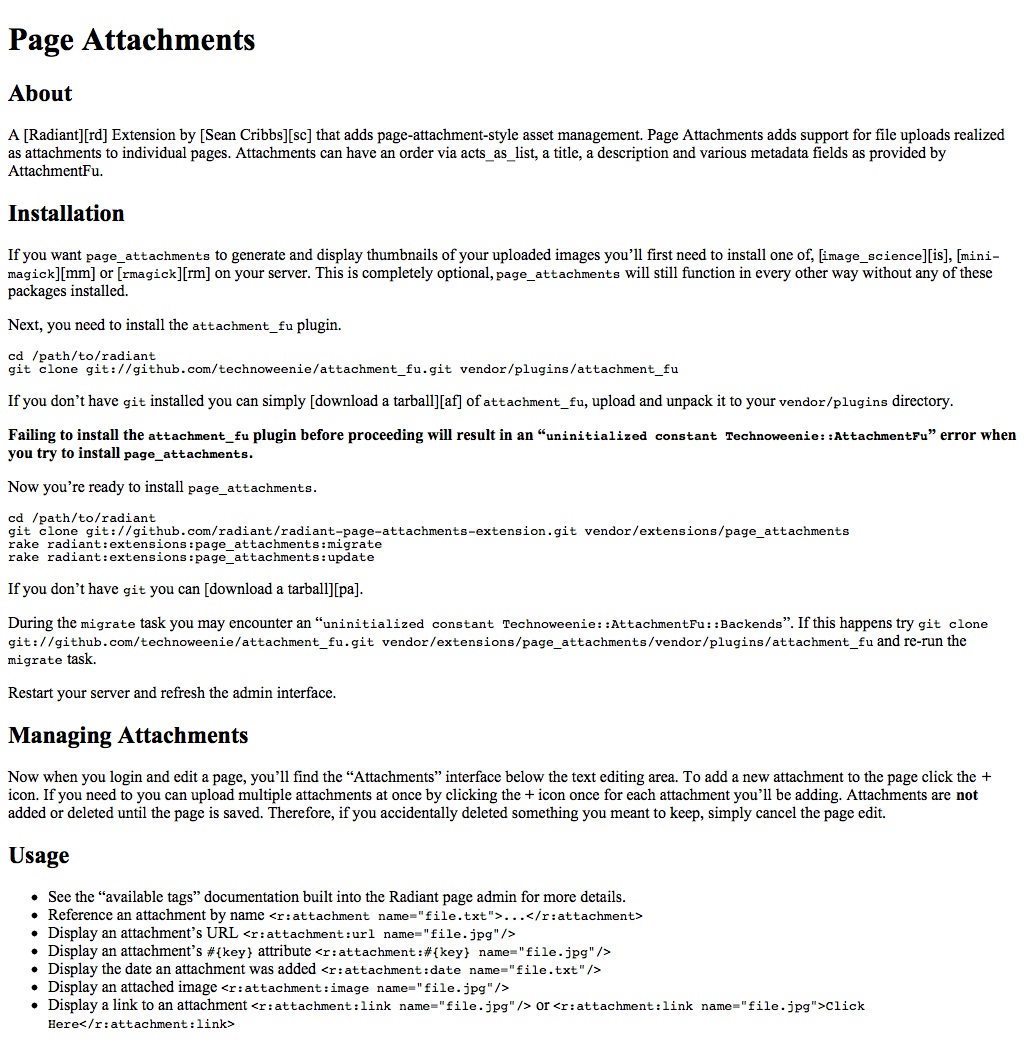 Page Attachments
About
A [Radiant][rd] Extension by [Sean Cribbs][sc] that adds page-attachment-style asset management. Page Attachments adds support for file uploads realized
as attachments to individual pages. Attachments can have an order via acts_as_list, a title, a description and various metadata fields as provided by
AttachmentFu.
Installation
If you want page_attachments to generate and display thumbnails of your uploaded images you’ll first need to install one of, [image_science][is], [mini-
magick][mm] or [rmagick][rm] on your server. This is completely optional, page_attachments will still function in every other way without any of these
packages installed.
Next, you need to install the attachment_fu plugin.
cd /path/to/radiant
git clone git://github.com/technoweenie/attachment_fu.git vendor/plugins/attachment_fu
If you don’t have git installed you can simply [download a tarball][af] of attachment_fu, upload and unpack it to your vendor/plugins directory.
Failing to install the attachment_fu plugin before proceeding will result in an “uninitialized constant Technoweenie::AttachmentFu” error when
you try to install page_attachments.
Now you’re ready to install page_attachments.
cd /path/to/radiant
git clone git://github.com/radiant/radiant-page-attachments-extension.git vendor/extensions/page_attachments
rake radiant:extensions:page_attachments:migrate
rake radiant:extensions:page_attachments:update
If you don’t have git you can [download a tarball][pa].
During the migrate task you may encounter an “uninitialized constant Technoweenie::AttachmentFu::Backends”. If this happens try git clone
git://github.com/technoweenie/attachment_fu.git vendor/extensions/page_attachments/vendor/plugins/attachment_fu and re-run the
migrate task.
Restart your server and refresh the admin interface.
Managing Attachments
Now when you login and edit a page, you’ll find the “Attachments” interface below the text editing area. To add a new attachment to the page click the +
icon. If you need to you can upload multiple attachments at once by clicking the + icon once for each attachment you’ll be adding. Attachments are not
added or deleted until the page is saved. Therefore, if you accidentally deleted something you meant to keep, simply cancel the page edit.
Usage
• See the “available tags” documentation built into the Radiant page admin for more details.
• Reference an attachment by name <r:attachment name="file.txt">...</r:attachment>
• Display an attachment’s URL <r:attachment:url name="file.jpg"/>
• Display an attachment’s #{key} attribute <r:attachment:#{key} name="file.jpg"/>
• Display the date an attachment was added <r:attachment:date name="file.txt"/>
• Display an attached image <r:attachment:image name="file.jpg"/>
• Display a link to an attachment <r:attachment:link name="file.jpg"/> or <r:attachment:link name="file.jpg">Click
Here</r:attachment:link>